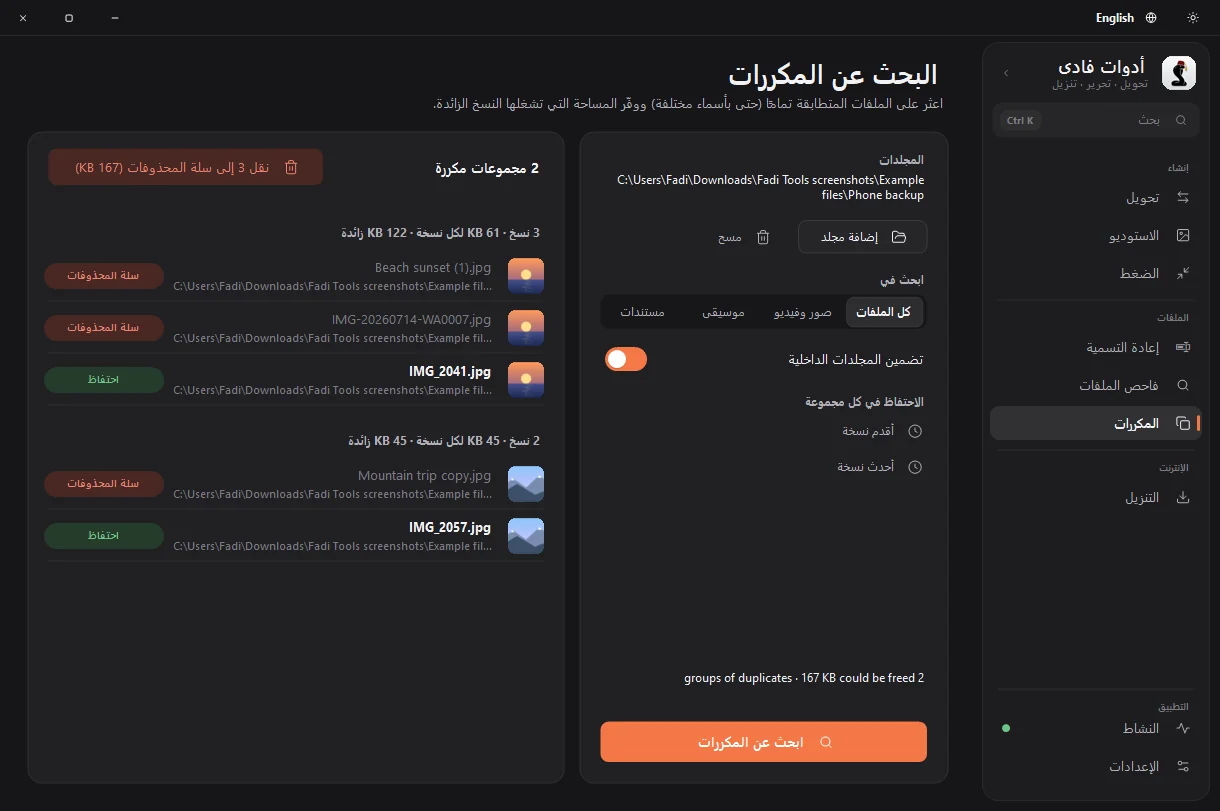 English
أدوات فادى
تحويل · تحرير · تنزيل
بحث
Ctrl K
إنشاء
تحويل
الاستوديو
الضغط
الملفات
إعادة التسمية
فاحص الملفات
المكررات
الانترنت
التنزيل
التطبيق
النشاط
الإعدادات
البحث عن المكررات
اعثر على الملفات المتطابقة تمامًا (حتى بأسماء مختلفة) ووفّر المساحة التي تشغلها النسخ الزائدة.
المجلدات
C:\Users\Fadi\Downloads\Fadi Tools screenshots\Example
files\Phone backup
إضافة مجلد
مسح
ابحث في
كل الملفات
صور وفيديو
موسيقى
مستندات
تضمين المجلدات الداخلية
الاحتفاظ في كل مجموعة
أقدم نسخة
أحدث نسخة
groups of duplicates · 167 KB could be freed 2
ابحث عن المكررات
2 مجموعات مكررة
نقل 3 إلى سلة المحذوفات (167 KB)
3 نسخ · 61 KB لكل نسخة · 122 KB زائدة
Beach sunset (1).jpg
C:\Users\Fadi\Downloads\Fadi Tools screenshots\Example fil...
سلة المحذوفات
IMG-20260714-WA0007.jpg
C:\Users\Fadi\Downloads\Fadi Tools screenshots\Example fil...
سلة المحذوفات
IMG_2041.jpg
C:\Users\Fadi\Downloads\Fadi Tools screenshots\Example fil...
احتفاظ
2 نسخ · 45 KB لكل نسخة · 45 KB زائدة
Mountain trip copy.jpg
C:\Users\Fadi\Downloads\Fadi Tools screenshots\Example fil...
سلة المحذوفات
IMG_2057.jpg
C:\Users\Fadi\Downloads\Fadi Tools screenshots\Example fil...
احتفاظ